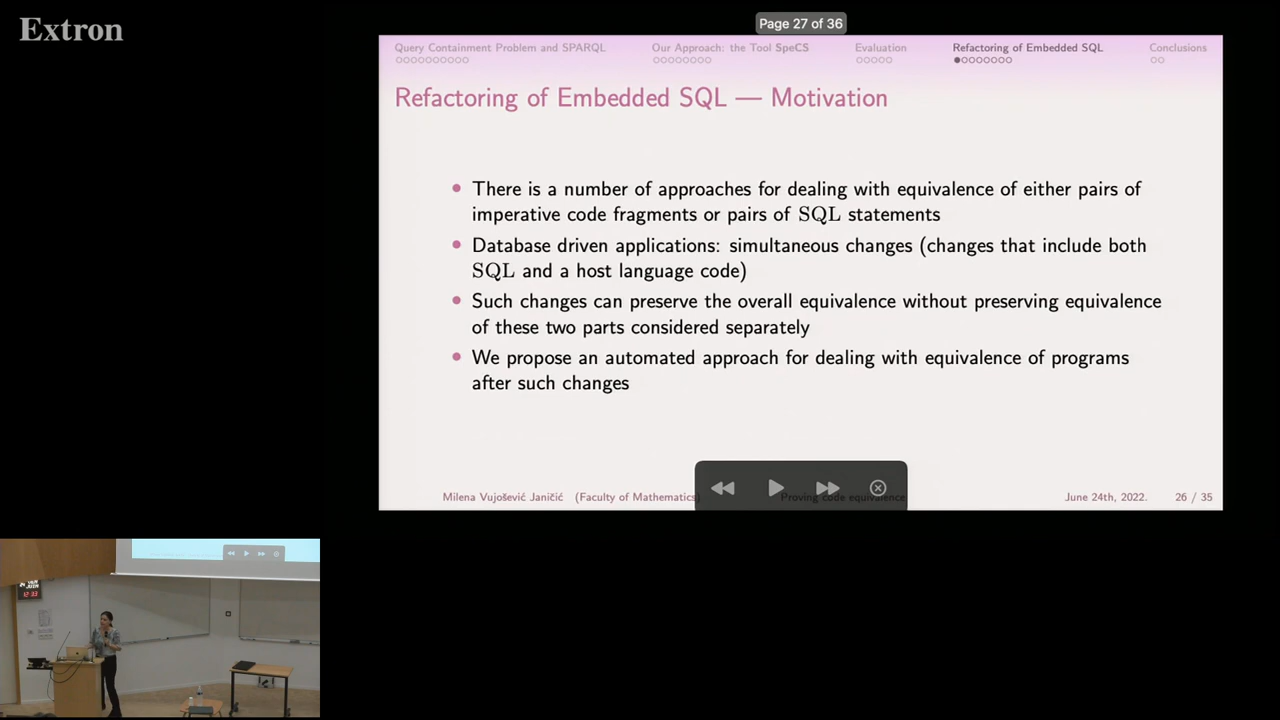 Extron
Page 27 of 36
Query Containment Problem and SPARQL
Our Approach: the Tool SpeCS
Evaluation
Refactoring of Embedded SQL
Conclusions
Refactoring of Embedded SQL — Motivation
• There is a number of approaches for dealing with equivalence of either pairs of
imperative code fragments or pairs of SQL statements
• Database driven applications: simultaneous changes (changes that include both
SQL and a host language code)
• Such changes can preserve the overall equivalence without preserving equivalence
of these two parts considered separately
• We propose an automated approach for dealing with equivalence of programs
after such changes
Milena Vujošević Janičić (Faculty of Mathematics)
Proving code equivalence
June 24th, 2022.
26 / 35